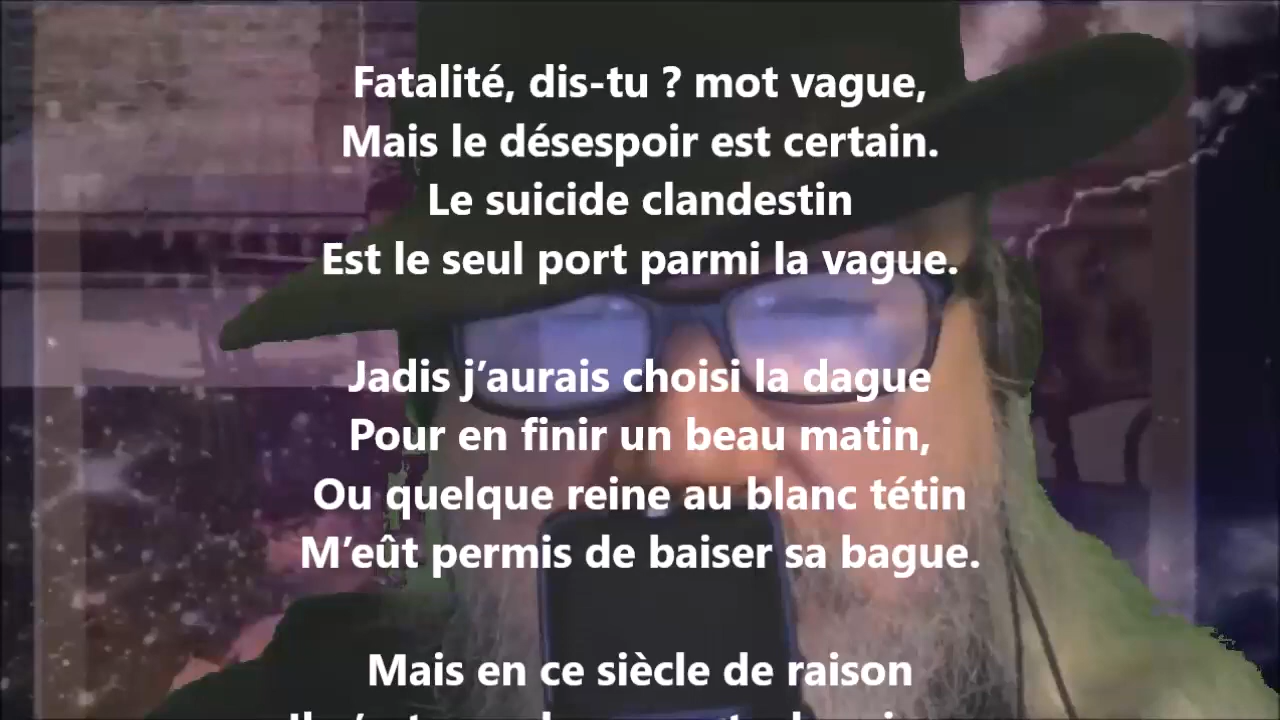 Fatalité, dis-tu ? mot vague,
Mais le désespoir est certain.
Le suicide clandestin
Est le seul port parmi la vague.
Jadis j’aurais choisi la dague
Pour en finir un beau matin,
Ou quelque reine au blanc tétin
M’eût permis de baiser sa bague.
Mais en ce siècle de raison